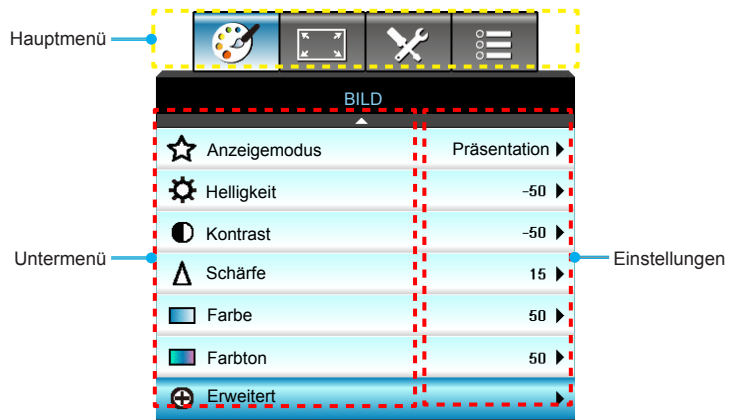 Hauptmenü
BILD
Anzeigemodus Präsentation
Helligkeit -50
Kontrast -50
Untermenü
Einstellungen
Schärfe 15
Farbe 50
Farbton 50
Erweitert